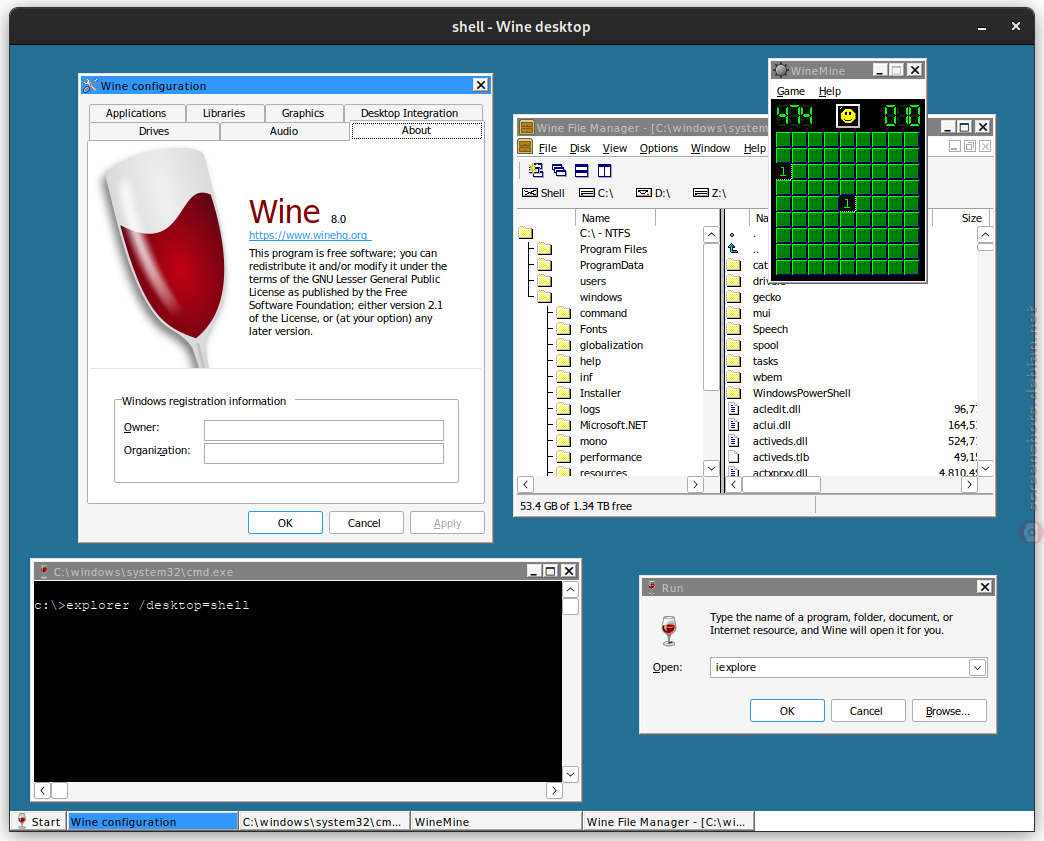 shell - Wine desktop
Wine configuration
Applications
Libraries
Graphics
Desktop Integration
Drives
Audio
About
Wine 8.0
https://www.winehq.org
This program is free software; you can
redistribute it and/or modify it under the
terms of the GNU Lesser General Public
License as published by the Free
Software Foundation; either version 2.1
of the License, or (at your option) any
later version.
Windows registration information
Owner:
Organization:
OK
Cancel
Apply
WineMine
Game Help
474
010
1
1
Wine File Manager - [C:\windows\system
File Disk View Options Window Help
Shell
C:\
D:\
Z:\
Name
C:\ - NTFS
Program Files
ProgramData
users
windows
command
Fonts
globalization
help
inf
Installer
logs
Microsoft.NET
mono
performance
resources
Na
Size
.
..
cat
drivers
gecko
mui
Speech
spool
tasks
wbem
WindowsPowerShell
acledit.dll 96,7
aclui.dll 164,5
activeds.dll 524,7
activeds.tlb 49,1
actxprxy.dll 4.810,4
53.4 GB of 1.34 TB free
C:\windows\system32\cmd.exe
c:\>explorer /desktop=shell
Run
Type the name of a program, folder, document, or
Internet resource, and Wine will open it for you.
Open:
iexplore
OK
Cancel
Browse...
Start
Wine configuration
C:\windows\system32\cm...
WineMine
Wine File Manager - [C:\wi...
screenshots.debian.net